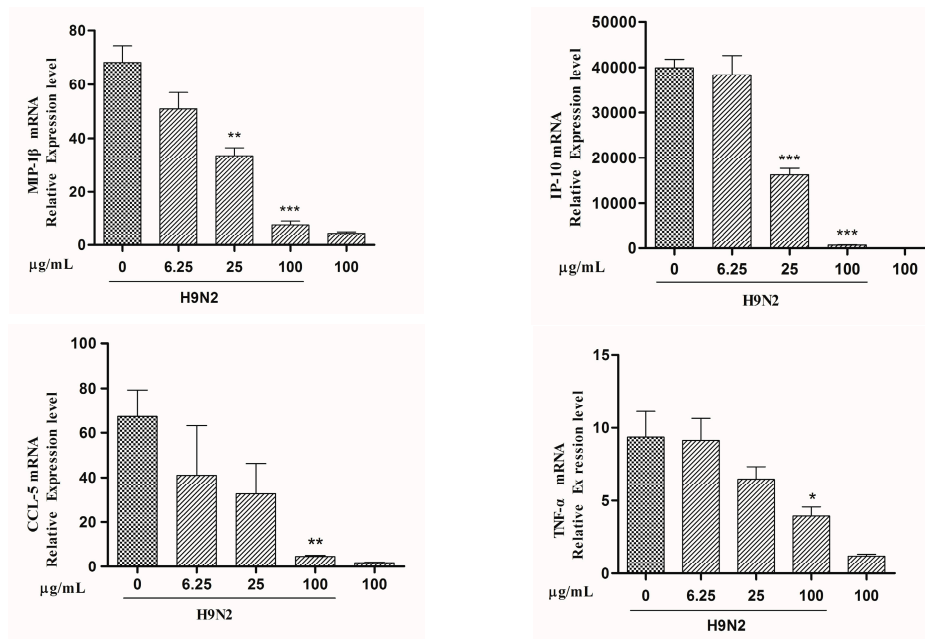 80
60
40
20
0
MIP-1β mRNA
Relative Expression level
**
***
µg/mL
0 6.25 25 100 100
H9N2
50000
40000
30000
20000
10000
0
IP-10 mRNA
Relative Expression level
***
***
µg/mL
0 6.25 25 100 100
H9N2
100
80
60
40
20
0
CCL-5 mRNA
Relative Expression level
**
µg/mL
0 6.25 25 100 100
H9N2
15
10
5
0
TNF-α mRNA
Relative Ex ression level
*
µg/mL
0 6.25 25 100 100
H9N2